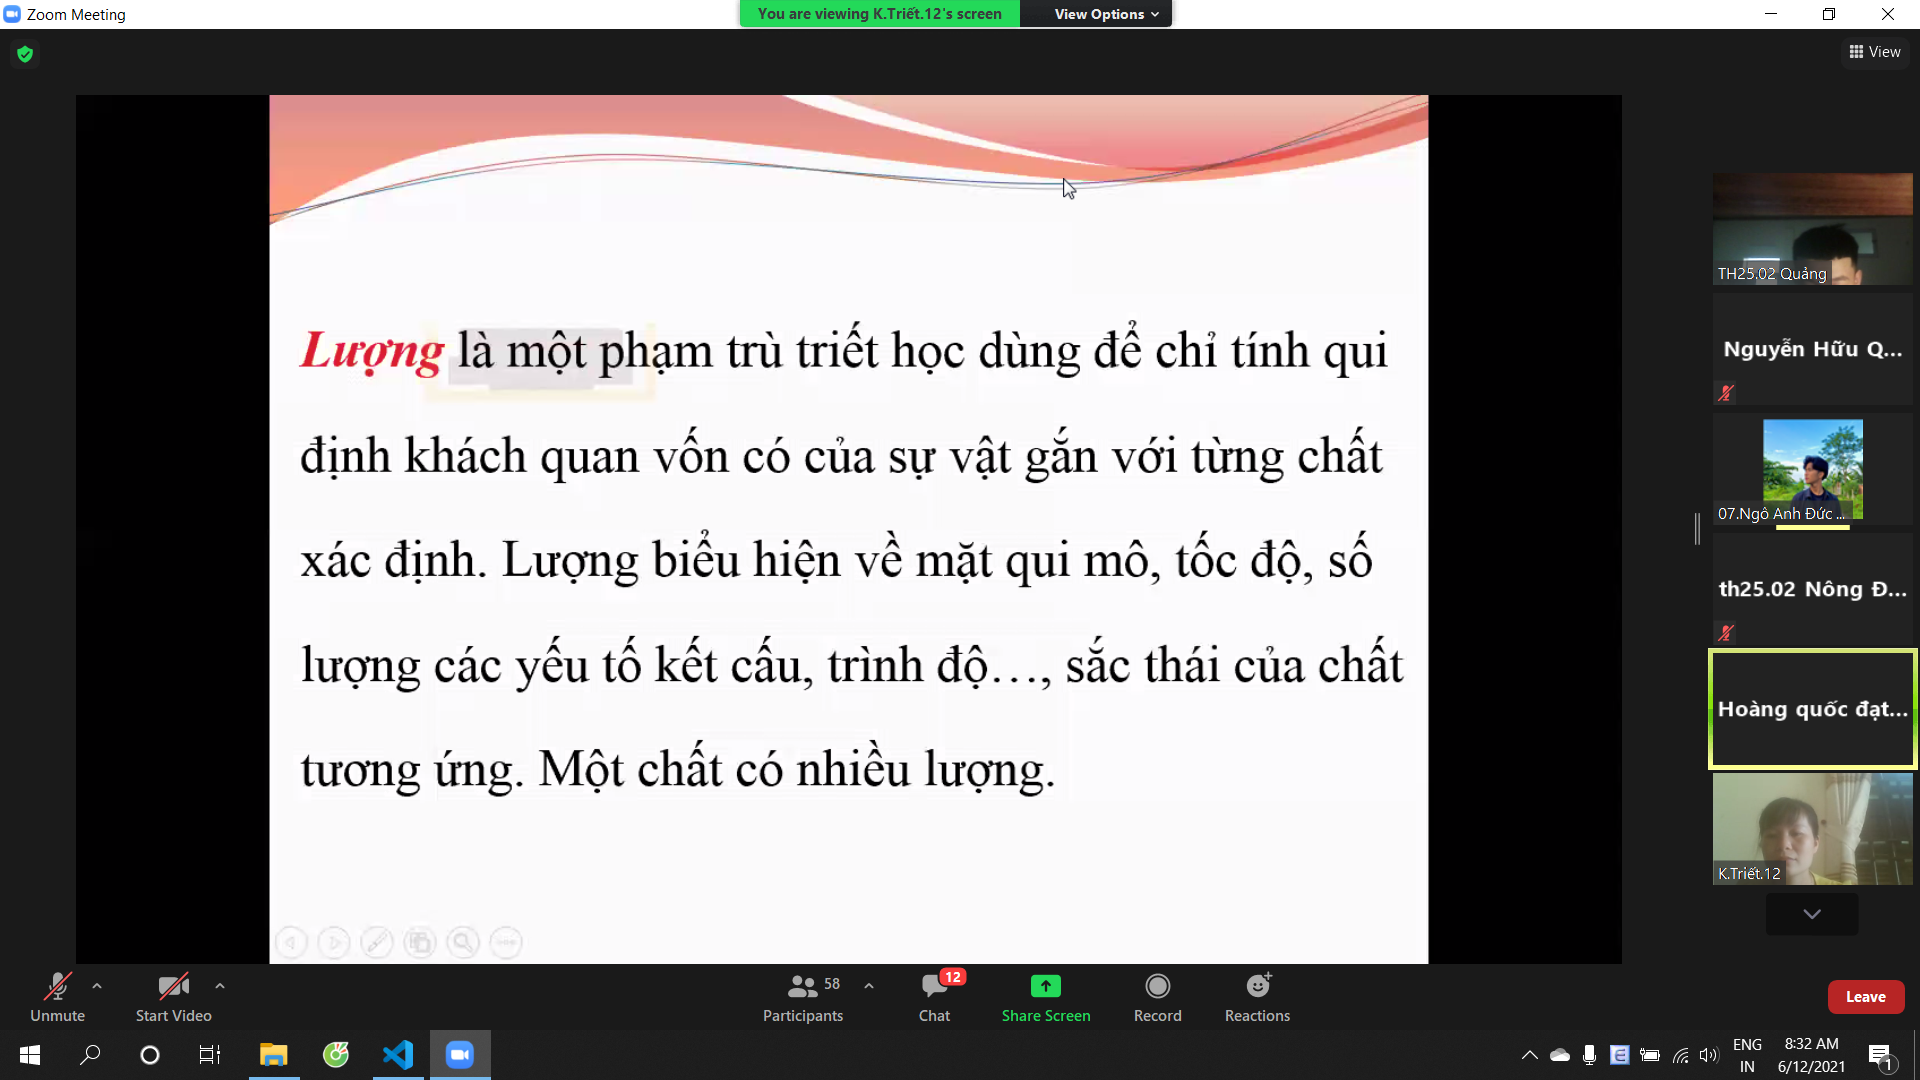 Zoom Meeting
You are viewing K.Triết.12's screen
View Options
View
Lượng là một phạm trù triết học dùng để chỉ tính qui
định khách quan vốn có của sự vật gắn với từng chất
xác định. Lượng biểu hiện về mặt qui mô, tốc độ, số
lượng các yếu tố kết cấu, trình độ…, sắc thái của chất
tương ứng. Một chất có nhiều lượng.
TH25.02 Quảng
Nguyễn Hữu Q...
07.Ngô Anh Đức ...
th25.02 Nông Đ...
Hoàng quốc đạt...
K.Triết.12
Unmute
Start Video
58
Participants
12
Chat
Share Screen
Record
Reactions
Leave
ENG
IN
8:32 AM
6/12/2021
1